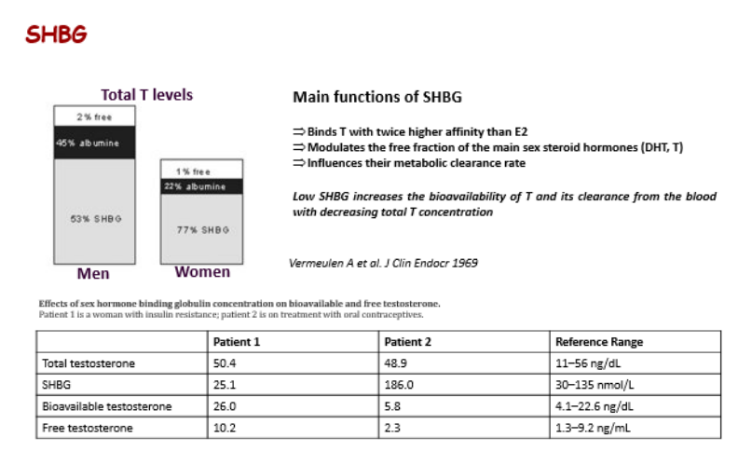 SHBG
Total T levels
2% free
45% albumine
53% SHBG
Men
1% free
22% albumine
77% SHBG
Women
Main functions of SHBG
⇒Binds T with twice higher affinity than E2
⇒Modulates the free fraction of the main sex steroid hormones (DHT, T)
⇒Influences their metabolic clearance rate
Low SHBG increases the bioavailability of T and its clearance from the blood
with decreasing total T concentration
Vermeulen A et al. J Clin Endocr 1969
Effects of sex hormone binding globulin concentration on bioavailable and free testosterone.
Patient 1 is a woman with insulin resistance; patient 2 is on treatment with oral contraceptives.
Patient 1 Patient 2 Reference Range
Total testosterone 50.4 48.9 11–56 ng/dL
SHBG 25.1 186.0 30–135 nmol/L
Bioavailable testosterone 26.0 5.8 4.1–22.6 ng/dL
Free testosterone 10.2 2.3 1.3–9.2 ng/mL